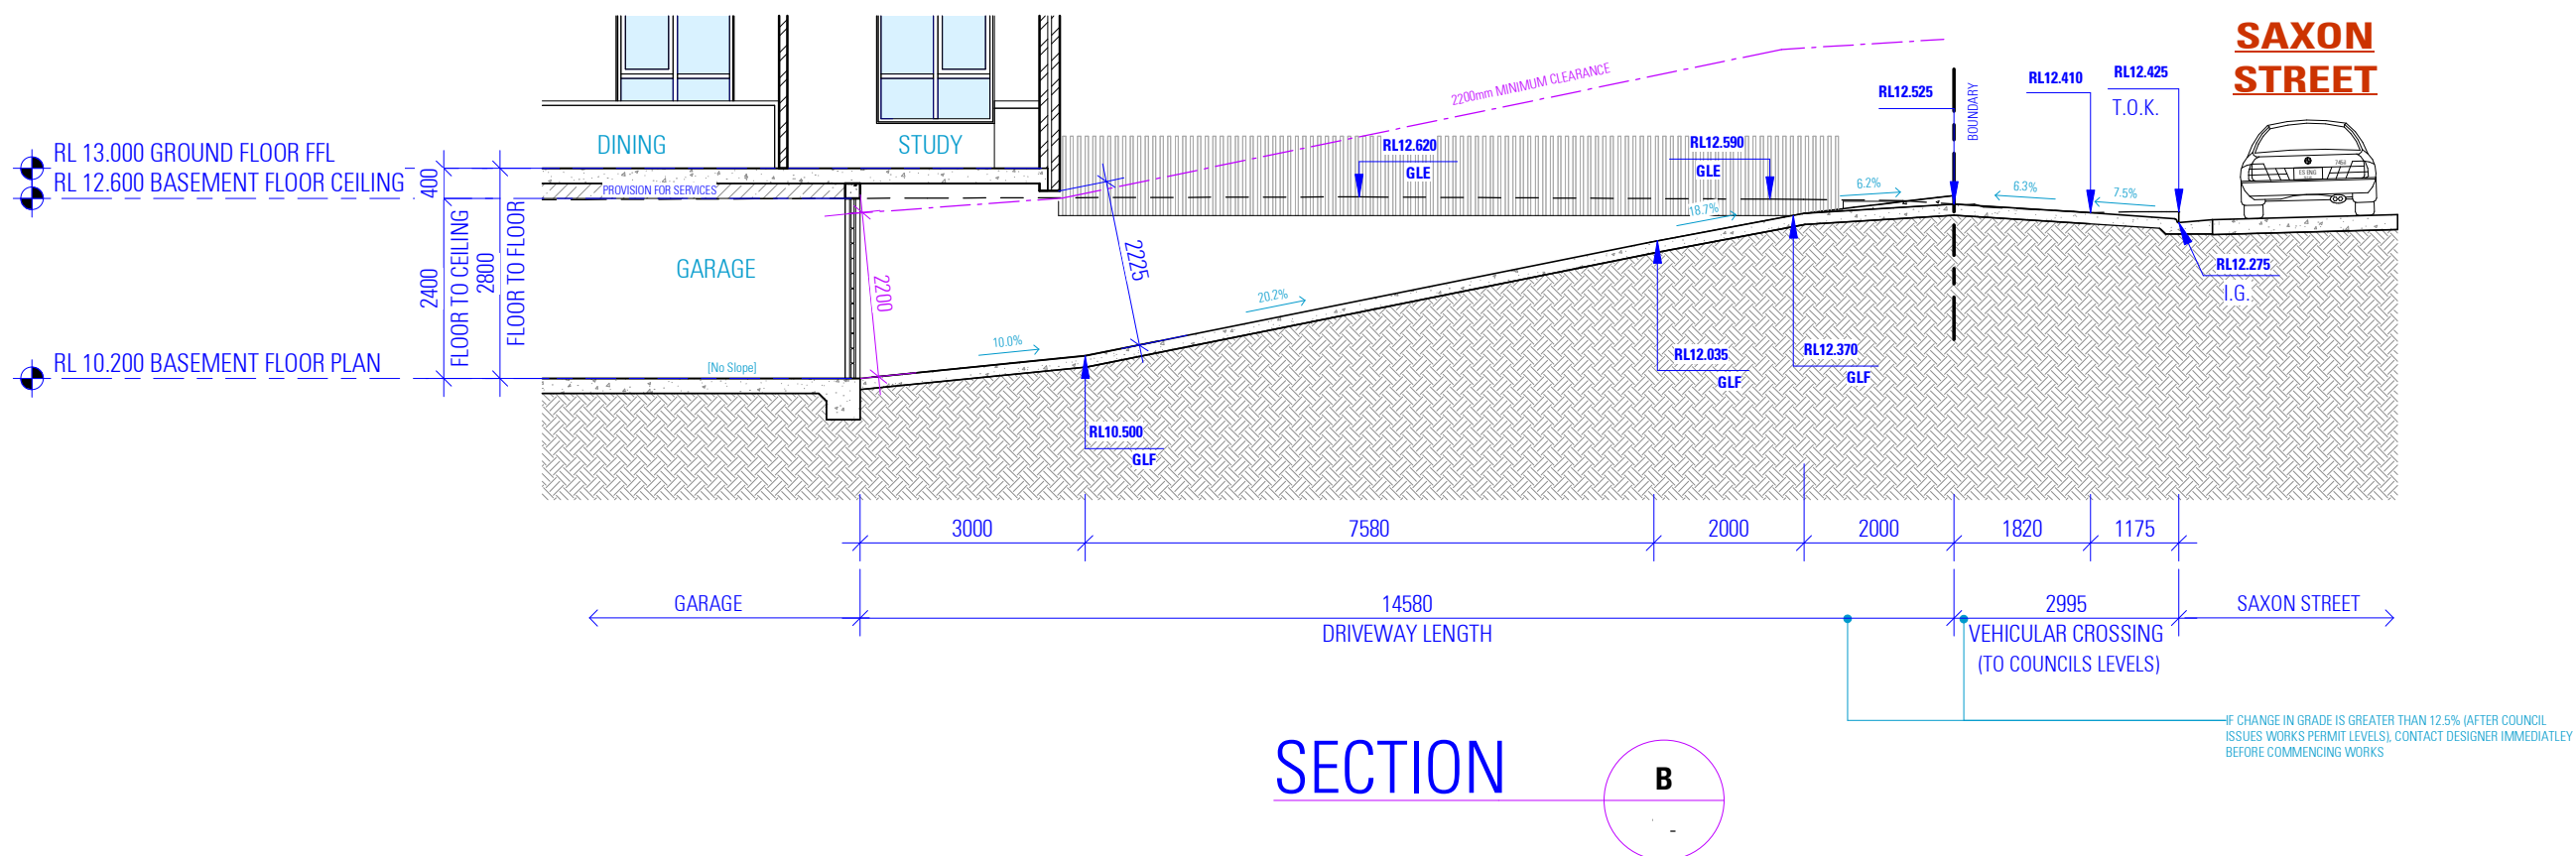 SAXON
STREET
2200mm MINIMUM CLEARANCE
RL12.525
BOUNDARY
RL12.410
RL12.425
T.O.K.
RL 13.000 GROUND FLOOR FFL
RL 12.600 BASEMENT FLOOR CEILING
400
DINING
STUDY
PROVISION FOR SERVICES
RL12.620
GLE
RL12.590
GLE
6.2%
6.3%
7.5%
18.7%
2400
FLOOR TO CEILING
2800
FLOOR TO FLOOR
GARAGE
2200
2225
20.2%
10.0%
[No Slope]
RL12.275
I.G.
RL 10.200 BASEMENT FLOOR PLAN
RL12.035
GLF
RL12.370
GLF
RL10.500
GLF
3000
7580
2000
2000
1820
1175
GARAGE
14580
DRIVEWAY LENGTH
2995
VEHICULAR CROSSING
(TO COUNCILS LEVELS)
SAXON STREET
IF CHANGE IN GRADE IS GREATER THAN 12.5% (AFTER COUNCIL
ISSUES WORKS PERMIT LEVELS), CONTACT DESIGNER IMMEDIATLEY
BEFORE COMMENCING WORKS
SECTION
B
-